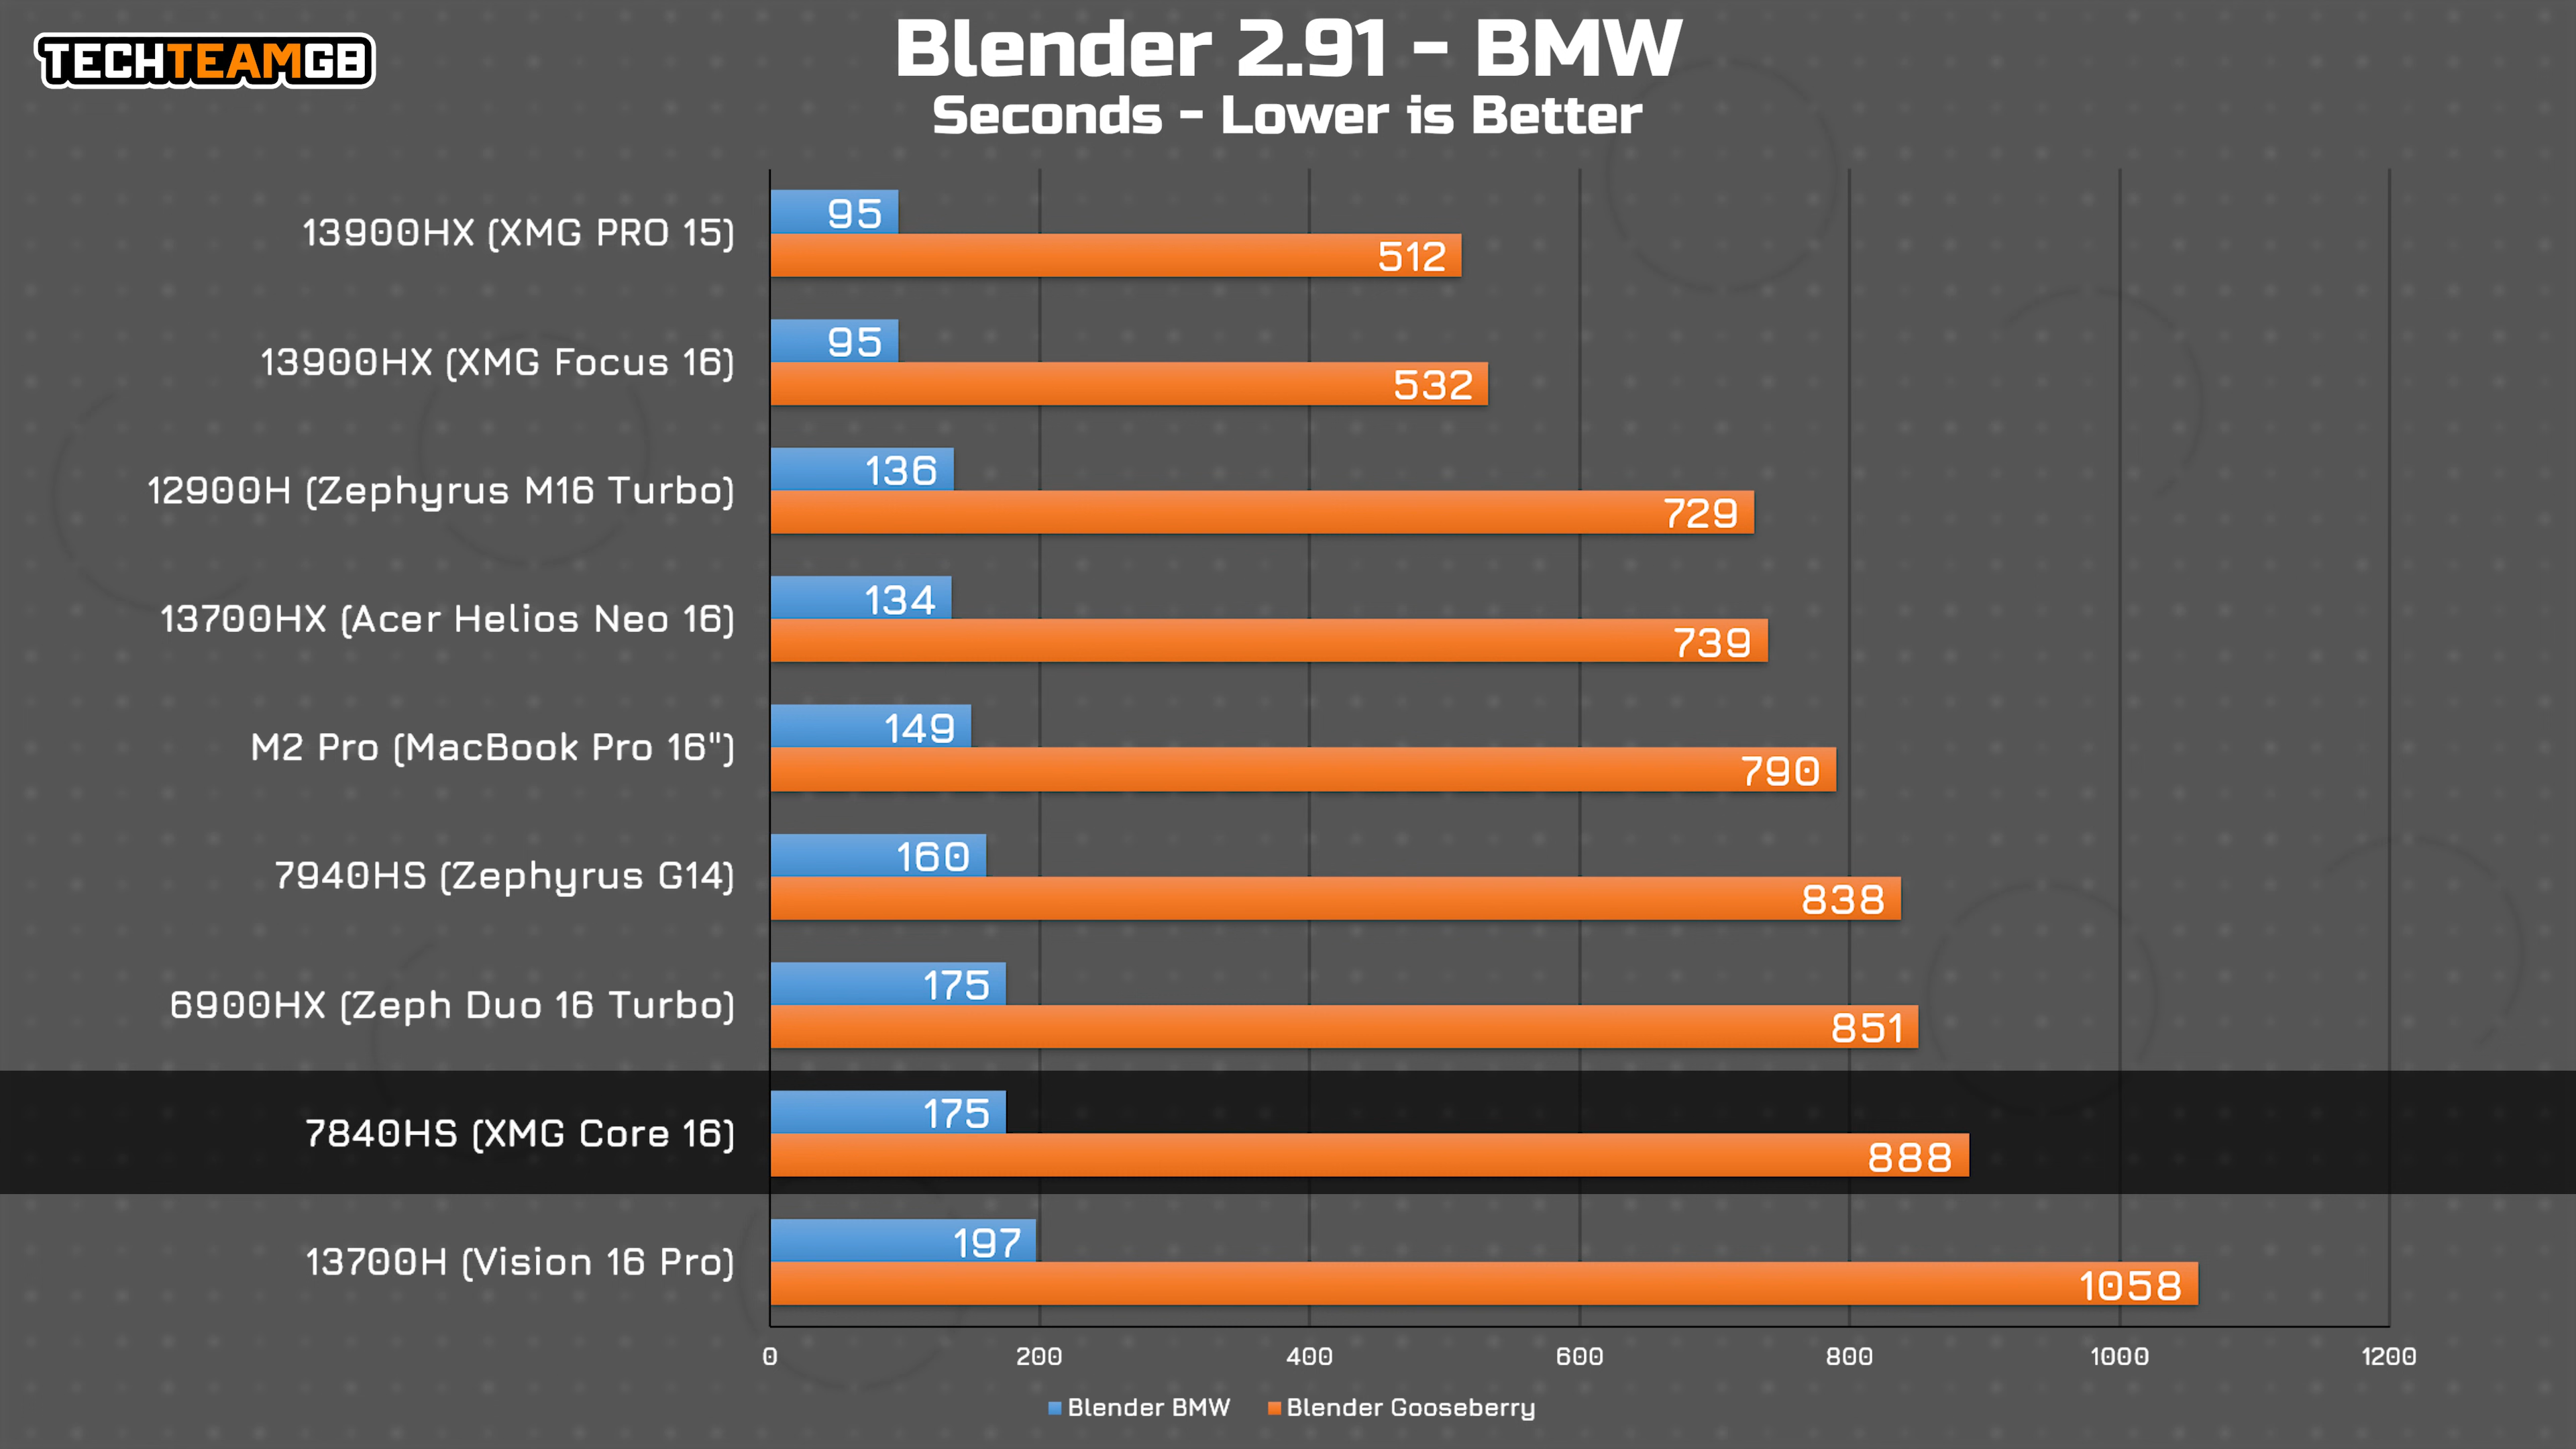 TECHTEAMGB
Blender 2.91 - BMW
Seconds - Lower is Better
13900HX (XMG PRO 15)
95
512
13900HX (XMG Focus 16)
95
532
12900H (Zephyrus M16 Turbo)
136
729
13700HX (Acer Helios Neo 16)
134
739
M2 Pro (MacBook Pro 16")
149
790
7940HS (Zephyrus G14)
160
838
6900HX (Zeph Duo 16 Turbo)
175
851
7840HS (XMG Core 16)
175
888
13700H (Vision 16 Pro)
197
1058
0 200 400 600 800 1000 1200
Blender BMW Blender Gooseberry